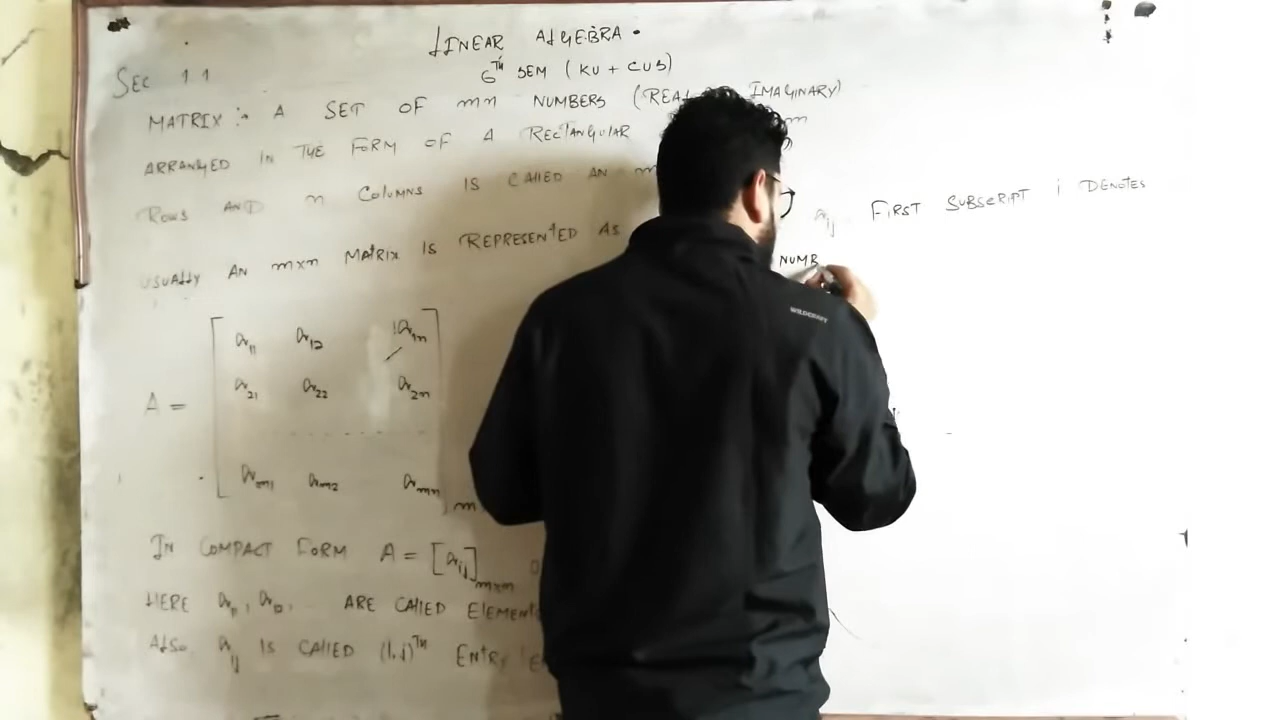 LINEAR ALGEBRA.
6TH SEM (KU + CUS)
SEC 1.1
MATRIX :- A SET OF mn NUMBERS (REAL IMAGINARY)
ARRANGED IN THE FORM OF A RECTANGULAR m
ROWS AND n COLUMNS IS CALLED AN m
USUALLY AN m×n MATRIX IS REPRESENTED AS
A = [ a11 a12 a1n
a21 a22 a2n
- - - - - - - -
am1 am2 amn ] m
IN COMPACT FORM A = [aij]m×n
HERE a11, a12, ARE CALLED ELEMENTS
ALSO aij IS CALLED (i,j)TH ENTRY
aij FIRST SUBSCRIPT i DENOTES
NUMB
WILDCRAFT